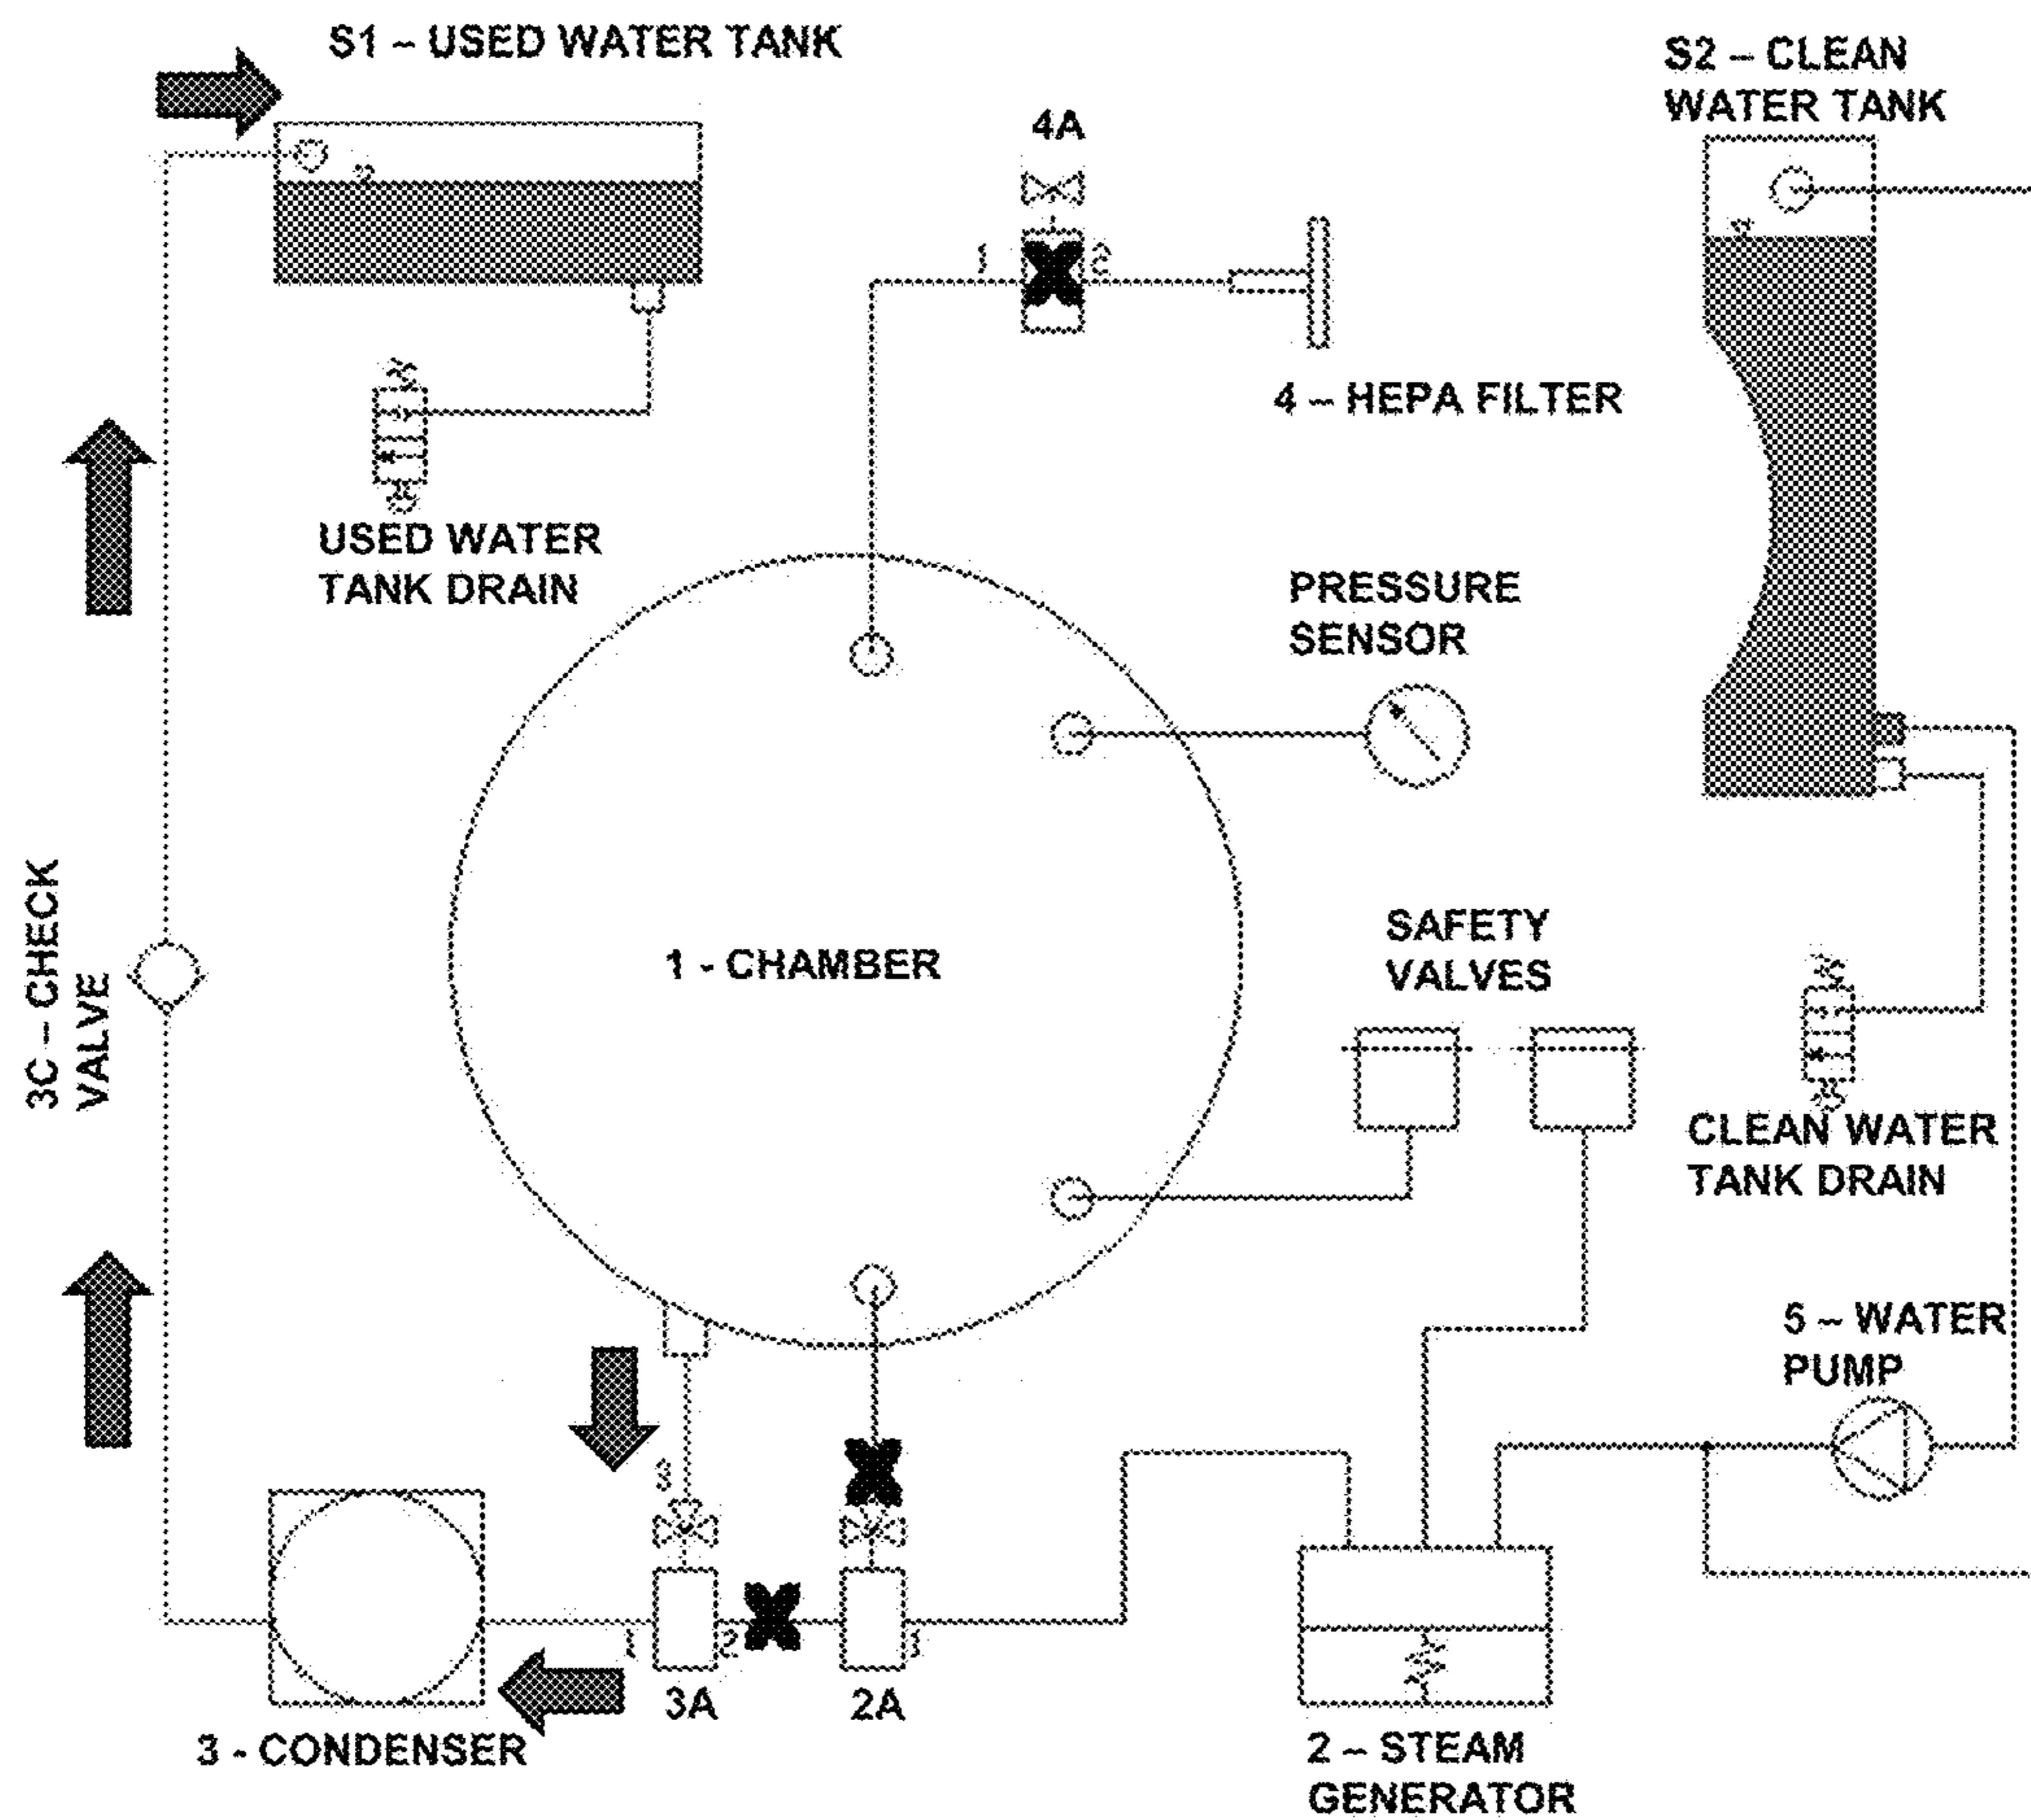 S1 – USED WATER TANK
S2 – CLEAN
WATER TANK
4A
2
4
1
2
4 – HEPA FILTER
USED WATER
TANK DRAIN
PRESSURE
SENSOR
3C – CHECK
VALVE
1 - CHAMBER
SAFETY
VALVES
CLEAN WATER
TANK DRAIN
5 – WATER
PUMP
3
1
2
3A
2A
3 - CONDENSER
2 – STEAM
GENERATOR